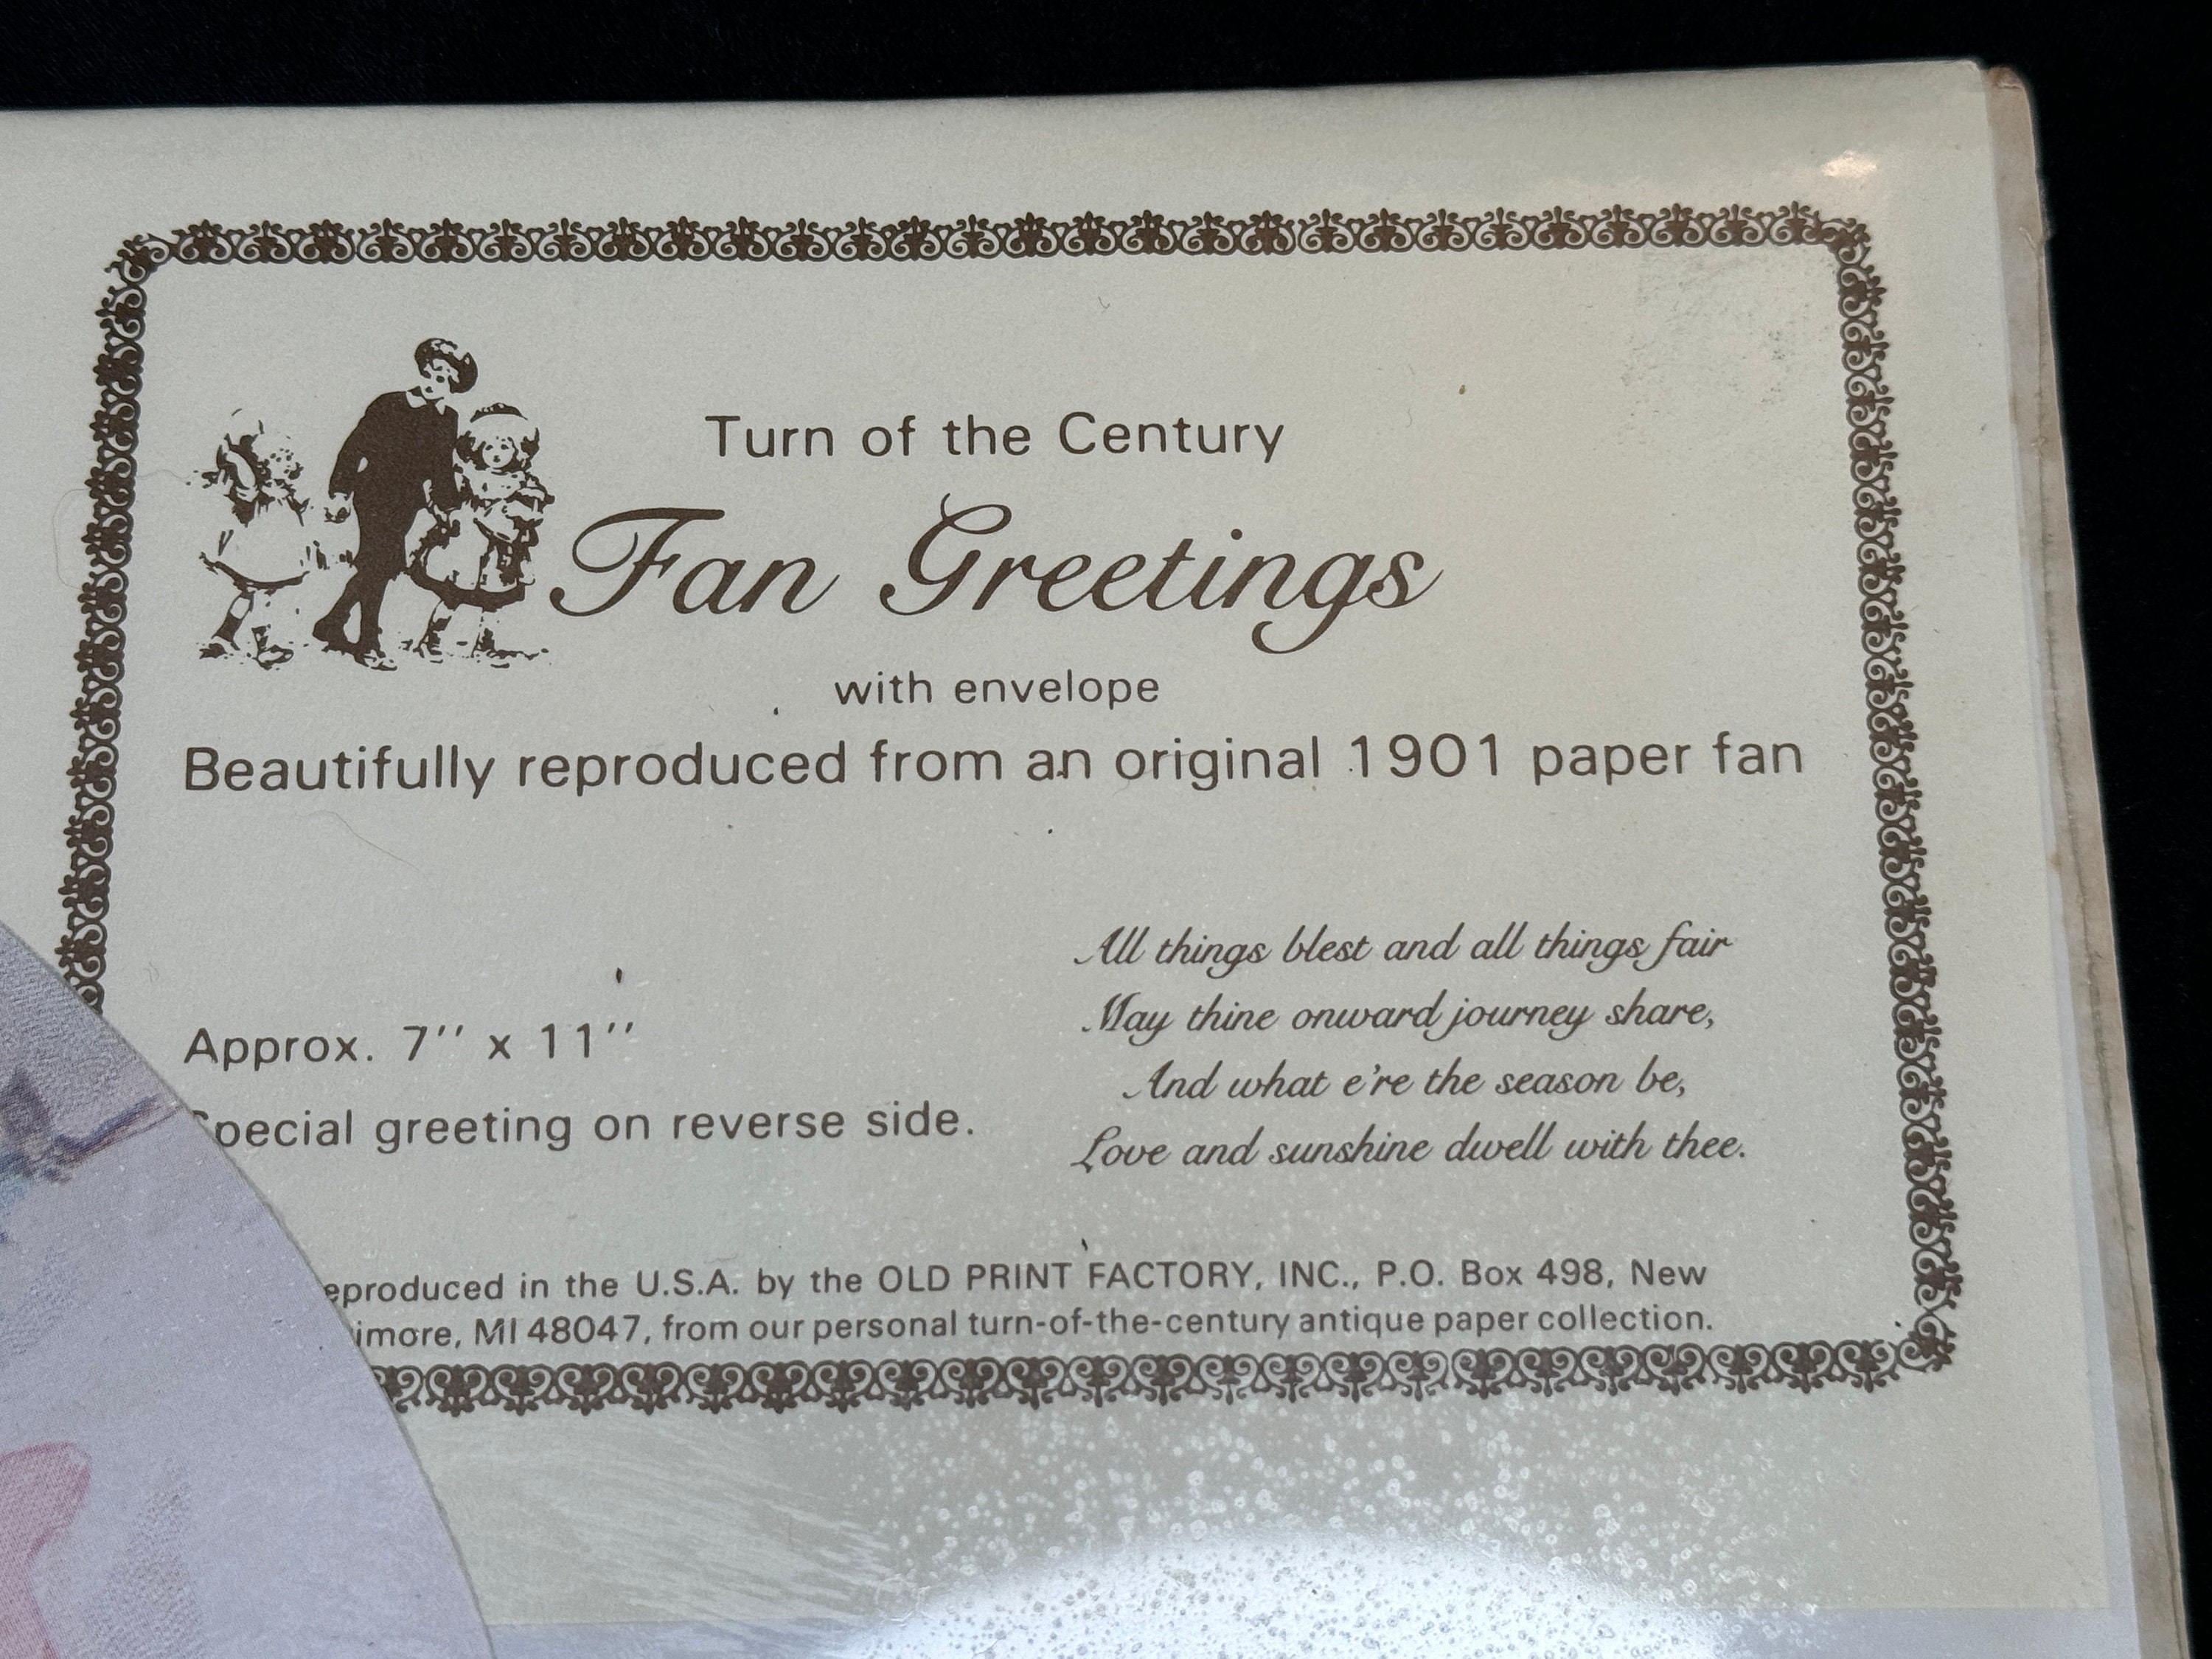 Turn of the Century
Fan Greetings
with envelope
Beautifully reproduced from an original 1901 paper fan
All things blest and all things fair
May thine onward journey share,
And what e're the season be,
Love and sunshine dwell with thee.
Approx. 7'' x 11''
Special greeting on reverse side.
eproduced in the U.S.A. by the OLD PRINT FACTORY, INC., P.O. Box 498, New
imore, MI 48047, from our personal turn-of-the-century antique paper collection.